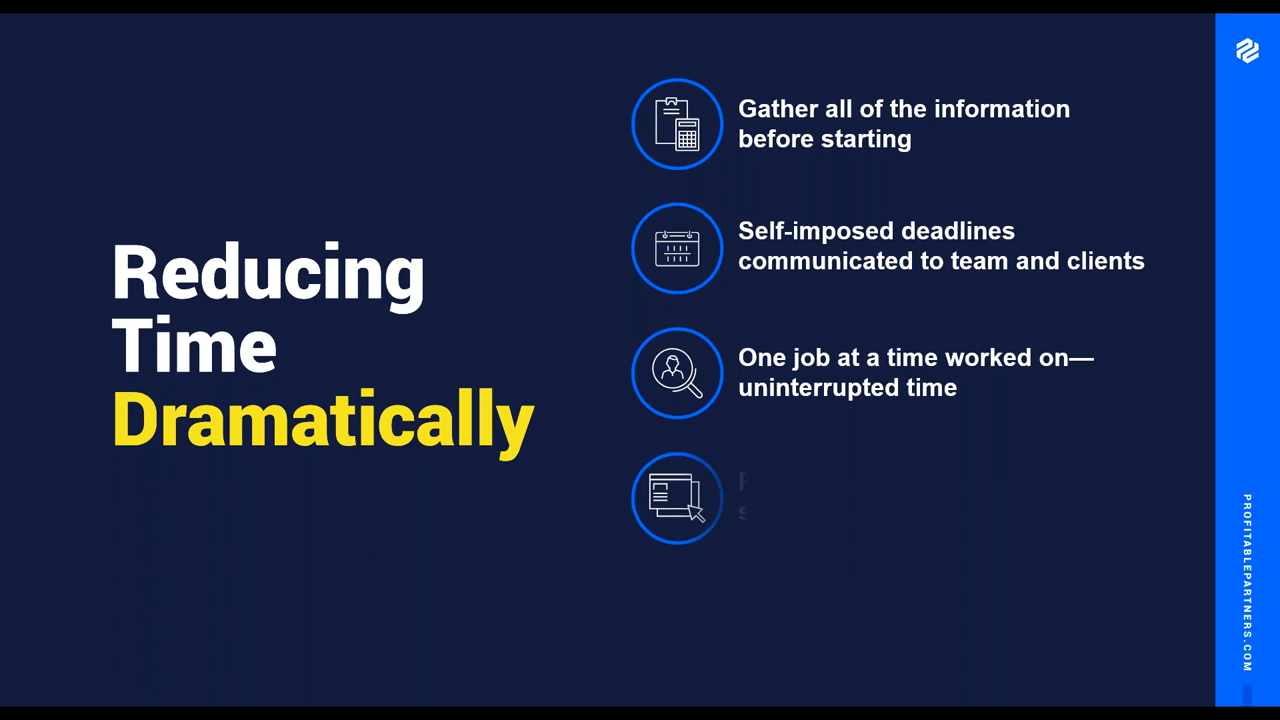 Reducing
Time
Dramatically
Gather all of the information
before starting
Self-imposed deadlines
communicated to team and clients
One job at a time worked on—
uninterrupted time
PROFITABLEPARTNERS.COM